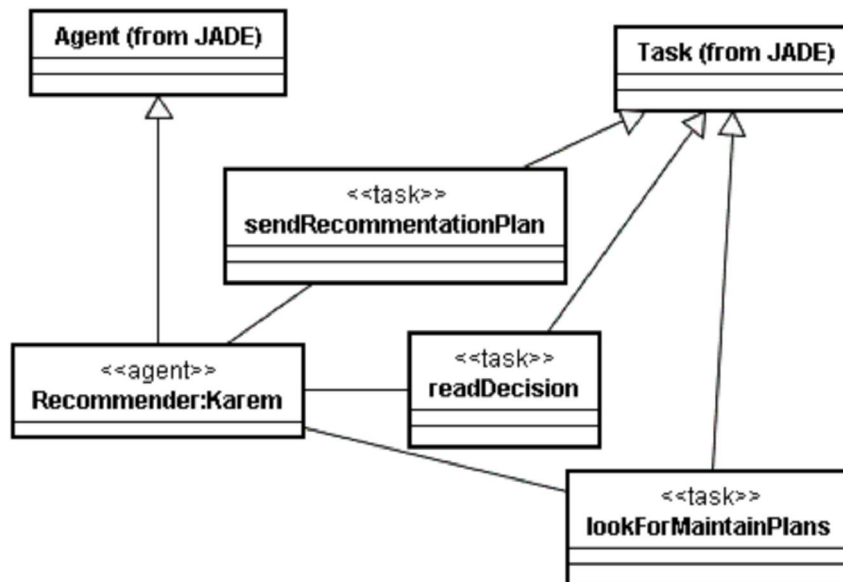 Agent (from JADE)
Task (from JADE)
<<task>>
sendRecommentationPlan
<<agent>>
Recommender:Karem
<<task>>
readDecision
<<task>>
lookForMaintainPlans